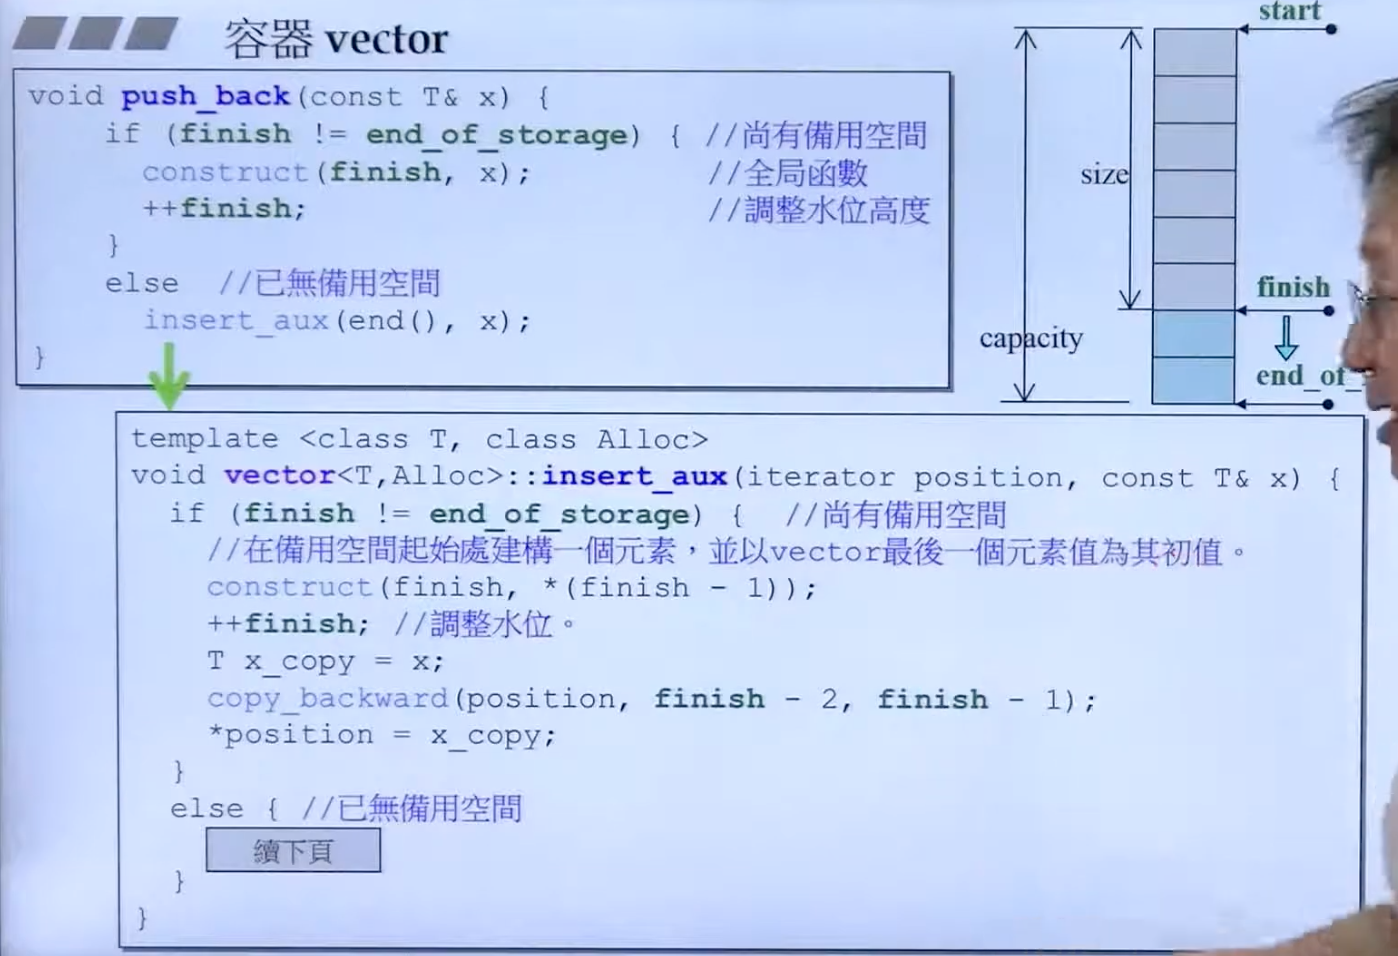 容器 vector
void push_back(const T& x) {
if (finish != end_of_storage) { //尚有備用空間
construct(finish, x); //全局函數
++finish; //調整水位高度
}
else //已無備用空間
insert_aux(end(), x);
}
start
size
finish
capacity
end_of_
template <class T, class Alloc>
void vector<T,Alloc>::insert_aux(iterator position, const T& x) {
if (finish != end_of_storage) { //尚有備用空間
//在備用空間起始處建構一個元素，並以vector最後一個元素值為其初值。
construct(finish, *(finish - 1));
++finish; //調整水位。
T x_copy = x;
copy_backward(position, finish - 2, finish - 1);
*position = x_copy;
}
else { //已無備用空間
續下頁
}
}